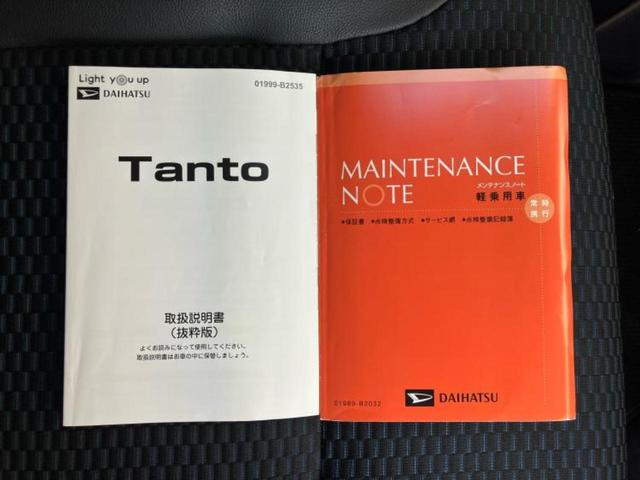 Light you up
DAIHATSU
01999-B2535
Tanto
取扱説明書
(抜粋版)
よくお読みになって使用してください。
取扱説明書はお車の中に保管しましょう。
MAINTENANCE
NOTE
メンテナンスノート
軽乗用車
常時
携行
●保証書 ●点検整備方式 ●サービス網 ●点検整備記録簿
01989-B2032
DAIHATSU